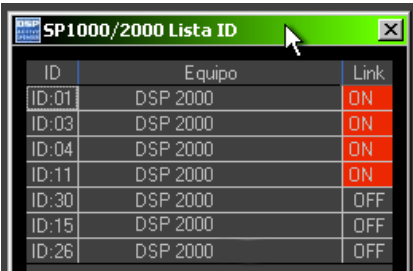 SP1000/2000 Lista ID
ID Equipo Link
ID:01 DSP 2000 ON
ID:03 DSP 2000 ON
ID:04 DSP 2000 ON
ID:11 DSP 2000 ON
ID:30 DSP 2000 OFF
ID:15 DSP 2000 OFF
ID:26 DSP 2000 OFF